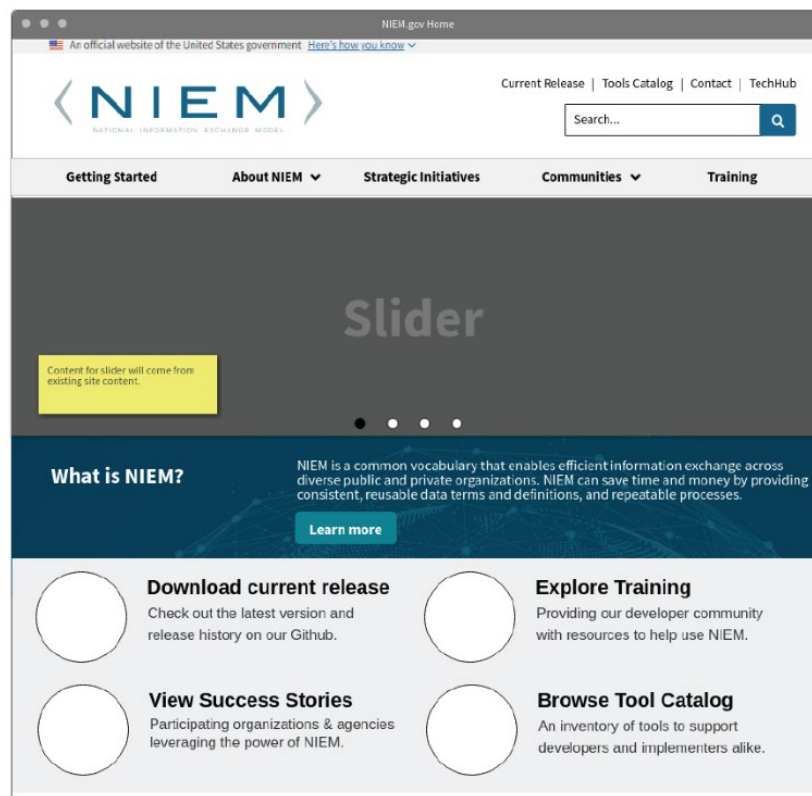 NIEM.gov Home
An official website of the United States government Here's how you know
NIEM
NATIONAL INFORMATION EXCHANGE MODEL
Current Release | Tools Catalog | Contact | TechHub
Search...
Getting Started About NIEM Strategic Initiatives Communities Training
Slider
Content for slider will come from
existing site content.
What is NIEM?
NIEM is a common vocabulary that enables efficient information exchange across
diverse public and private organizations. NIEM can save time and money by providing
consistent, reusable data terms and definitions, and repeatable processes.
Learn more
Download current release
Check out the latest version and
release history on our Github.
Explore Training
Providing our developer community
with resources to help use NIEM.
View Success Stories
Participating organizations & agencies
leveraging the power of NIEM.
Browse Tool Catalog
An inventory of tools to support
developers and implementers alike.